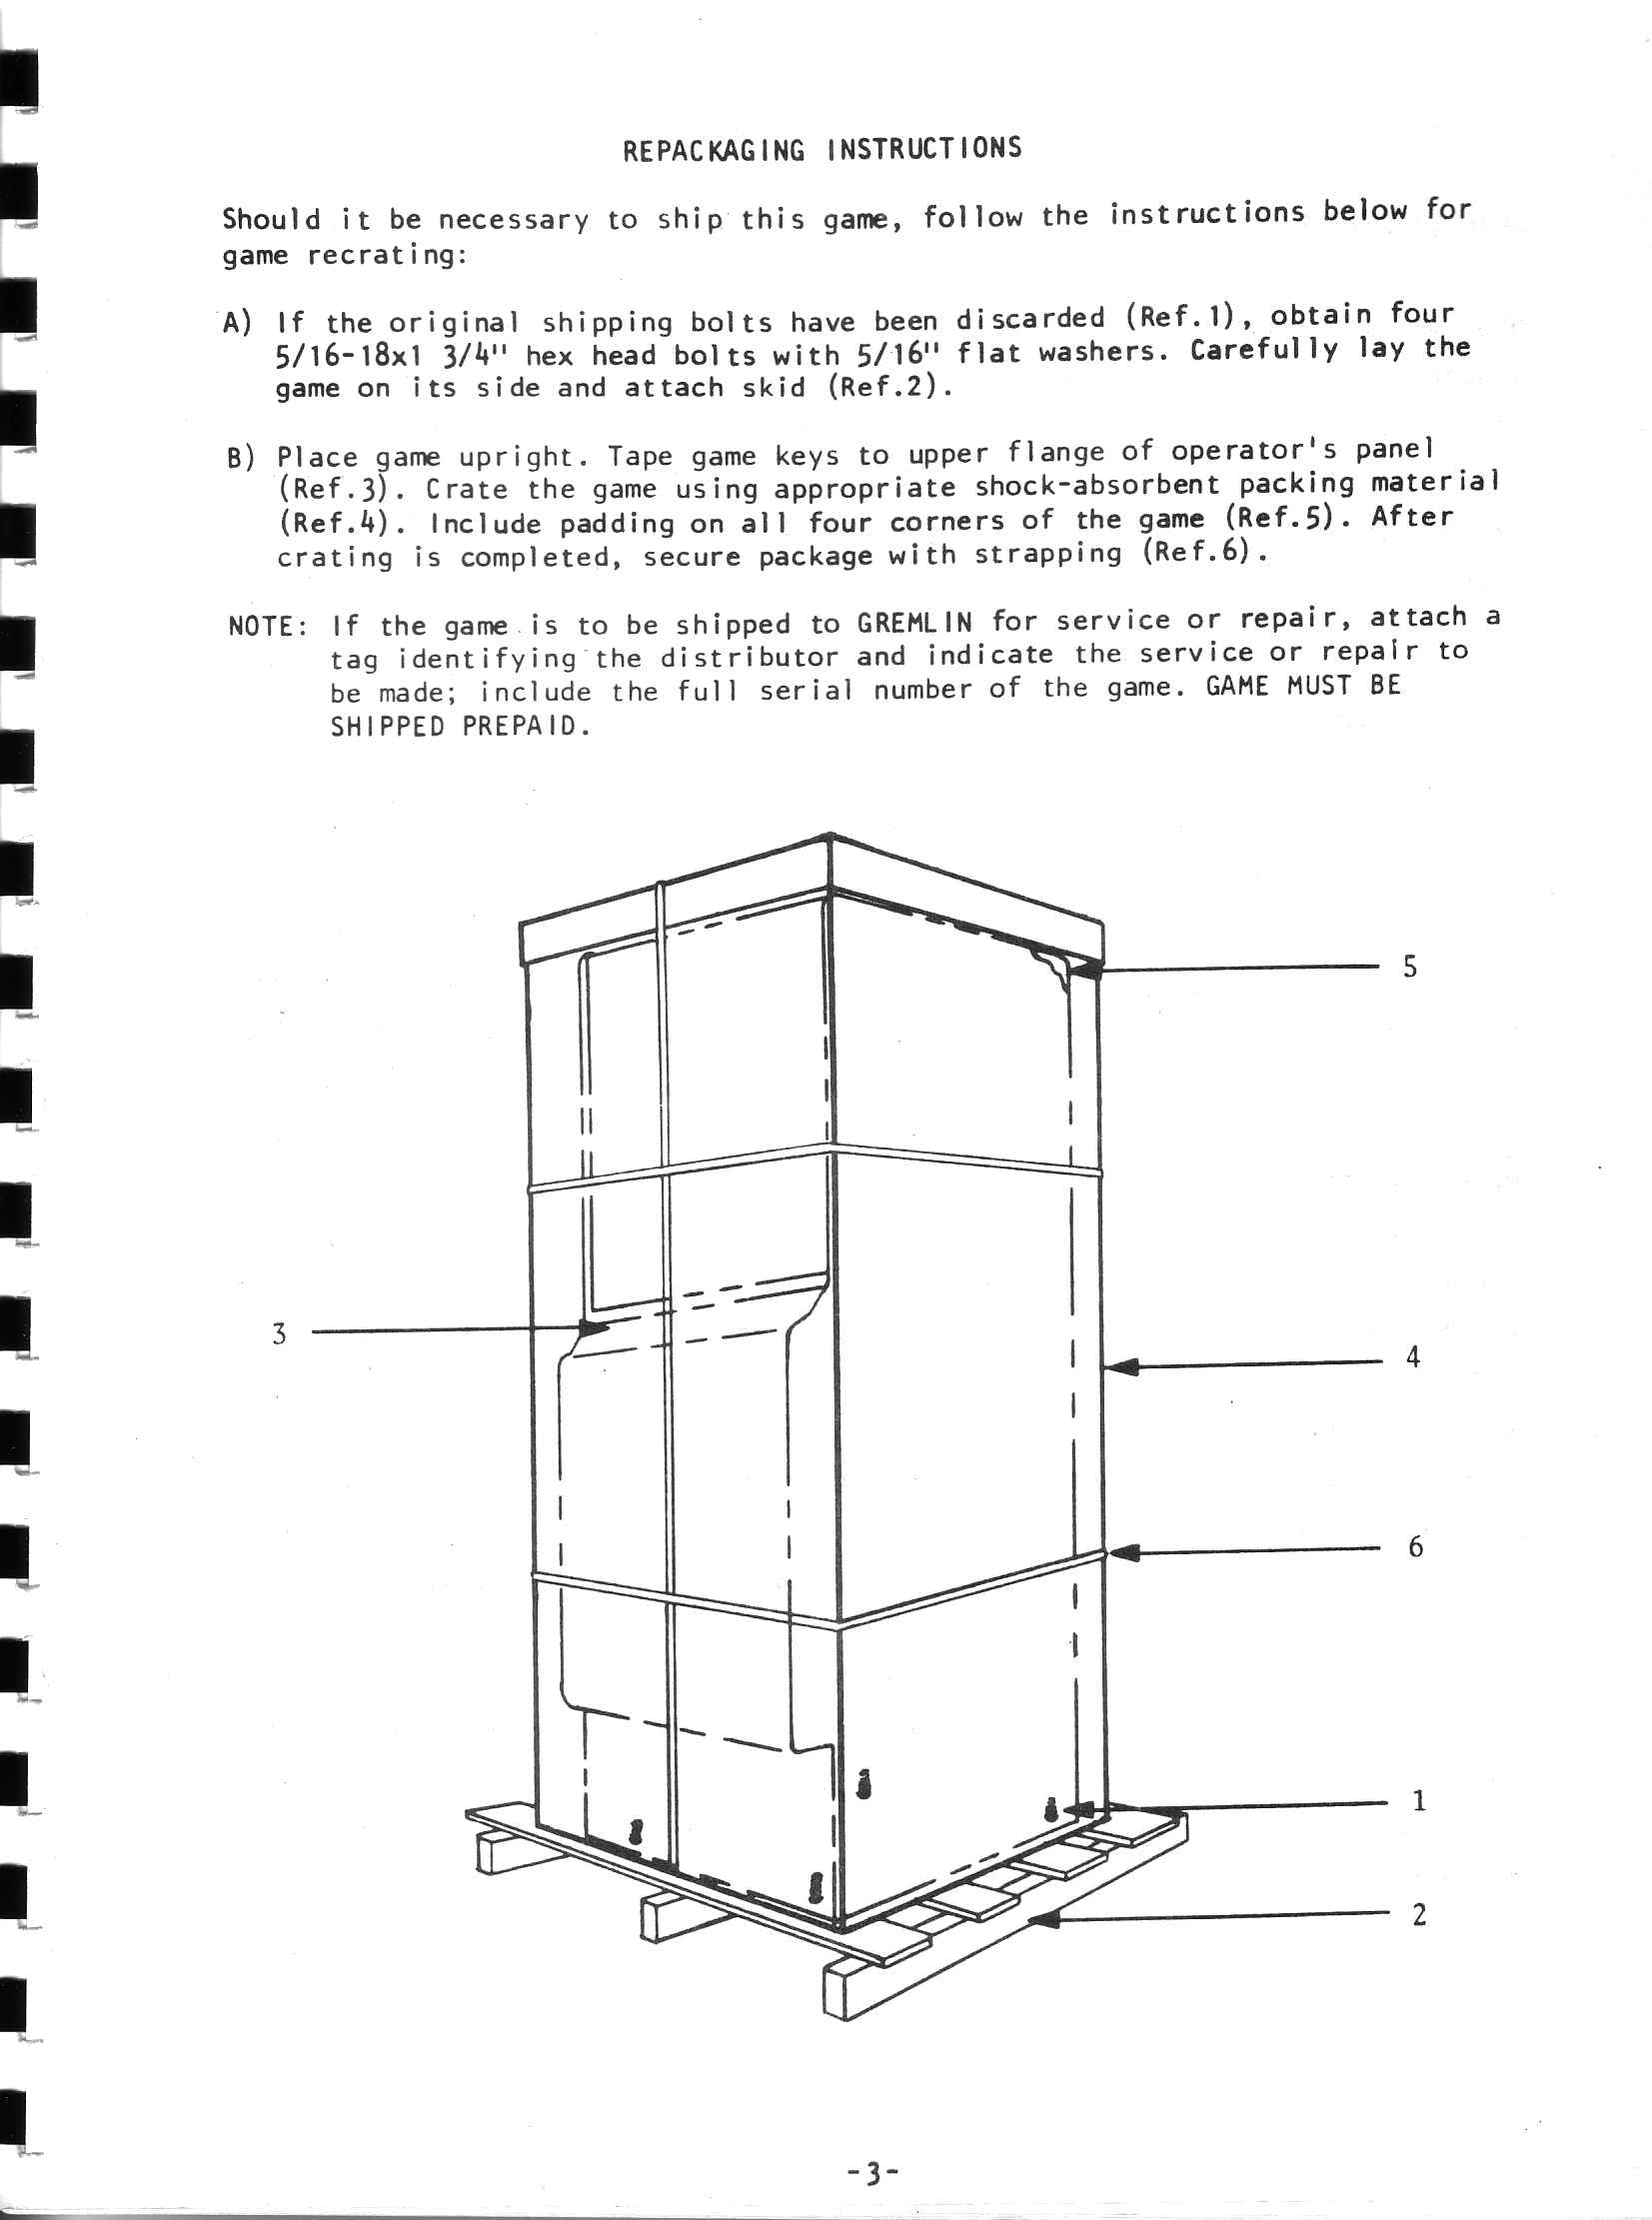 REPACKAGING INSTRUCTIONS
Should it be necessary to ship this game, follow the instructions below for
game recrating:
A) If the original shipping bolts have been discarded (Ref.1), obtain four
5/16-18x1 3/4" hex head bolts with 5/16" flat washers. Carefully lay the
game on its side and attach skid (Ref.2).
B) Place game upright. Tape game keys to upper flange of operator's panel
(Ref.3). Crate the game using appropriate shock-absorbent packing material
(Ref.4). Include padding on all four corners of the game (Ref.5). After
crating is completed, secure package with strapping (Ref.6).
NOTE: If the game is to be shipped to GREMLIN for service or repair, attach a
tag identifying the distributor and indicate the service or repair to
be made; include the full serial number of the game. GAME MUST BE
SHIPPED PREPAID.
5
3
4
6
1
2
-3-